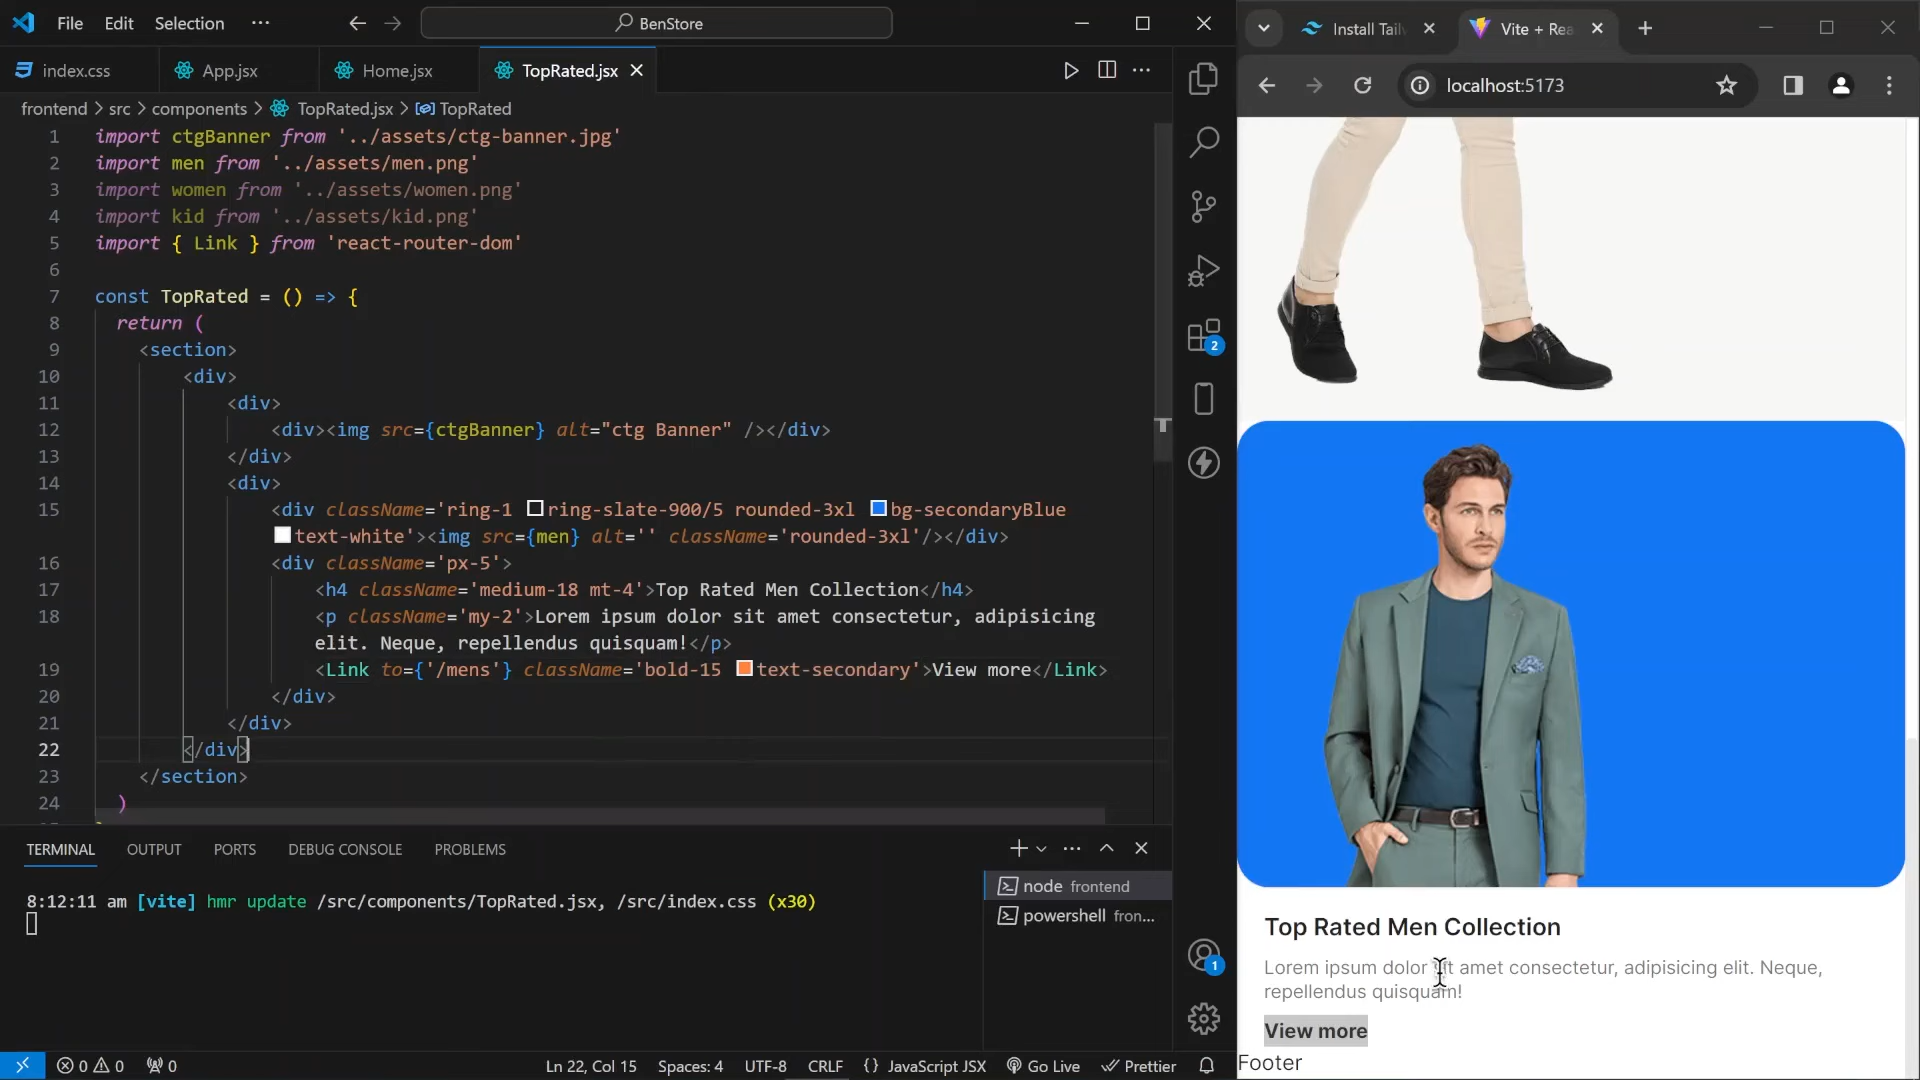 File Edit Selection ··· BenStore
index.css App.jsx Home.jsx TopRated.jsx
frontend > src > components > TopRated.jsx > TopRated
1 import ctgBanner from '../assets/ctg-banner.jpg'
2 import men from '../assets/men.png'
3 import women from '../assets/women.png'
4 import kid from '../assets/kid.png'
5 import { Link } from 'react-router-dom'
6
7 const TopRated = () => {
8 return (
9 <section>
10 <div>
11 <div>
12 <div><img src={ctgBanner} alt="ctg Banner" /></div>
13 </div>
14 <div>
15 <div className='ring-1 ring-slate-900/5 rounded-3xl bg-secondaryBlue
text-white'><img src={men} alt='' className='rounded-3xl'/></div>
16 <div className='px-5'>
17 <h4 className='medium-18 mt-4'>Top Rated Men Collection</h4>
18 <p className='my-2'>Lorem ipsum dolor sit amet consectetur, adipisicing
elit. Neque, repellendus quisquam!</p>
19 <Link to={'/mens'} className='bold-15 text-secondary'>View more</Link>
20 </div>
21 </div>
22 </div>
23 </section>
24 )
TERMINAL OUTPUT PORTS DEBUG CONSOLE PROBLEMS
8:12:11 am [vite] hmr update /src/components/TopRated.jsx, /src/index.css (x30)
node frontend
powershell fron...
2
1
0 0 0 Ln 22, Col 15 Spaces: 4 UTF-8 CRLF {} JavaScript JSX Go Live Prettier
Install Tail Vite + Rea
localhost:5173
Top Rated Men Collection
Lorem ipsum dolor sit amet consectetur, adipisicing elit. Neque,
repellendus quisquam!
View more
Footer